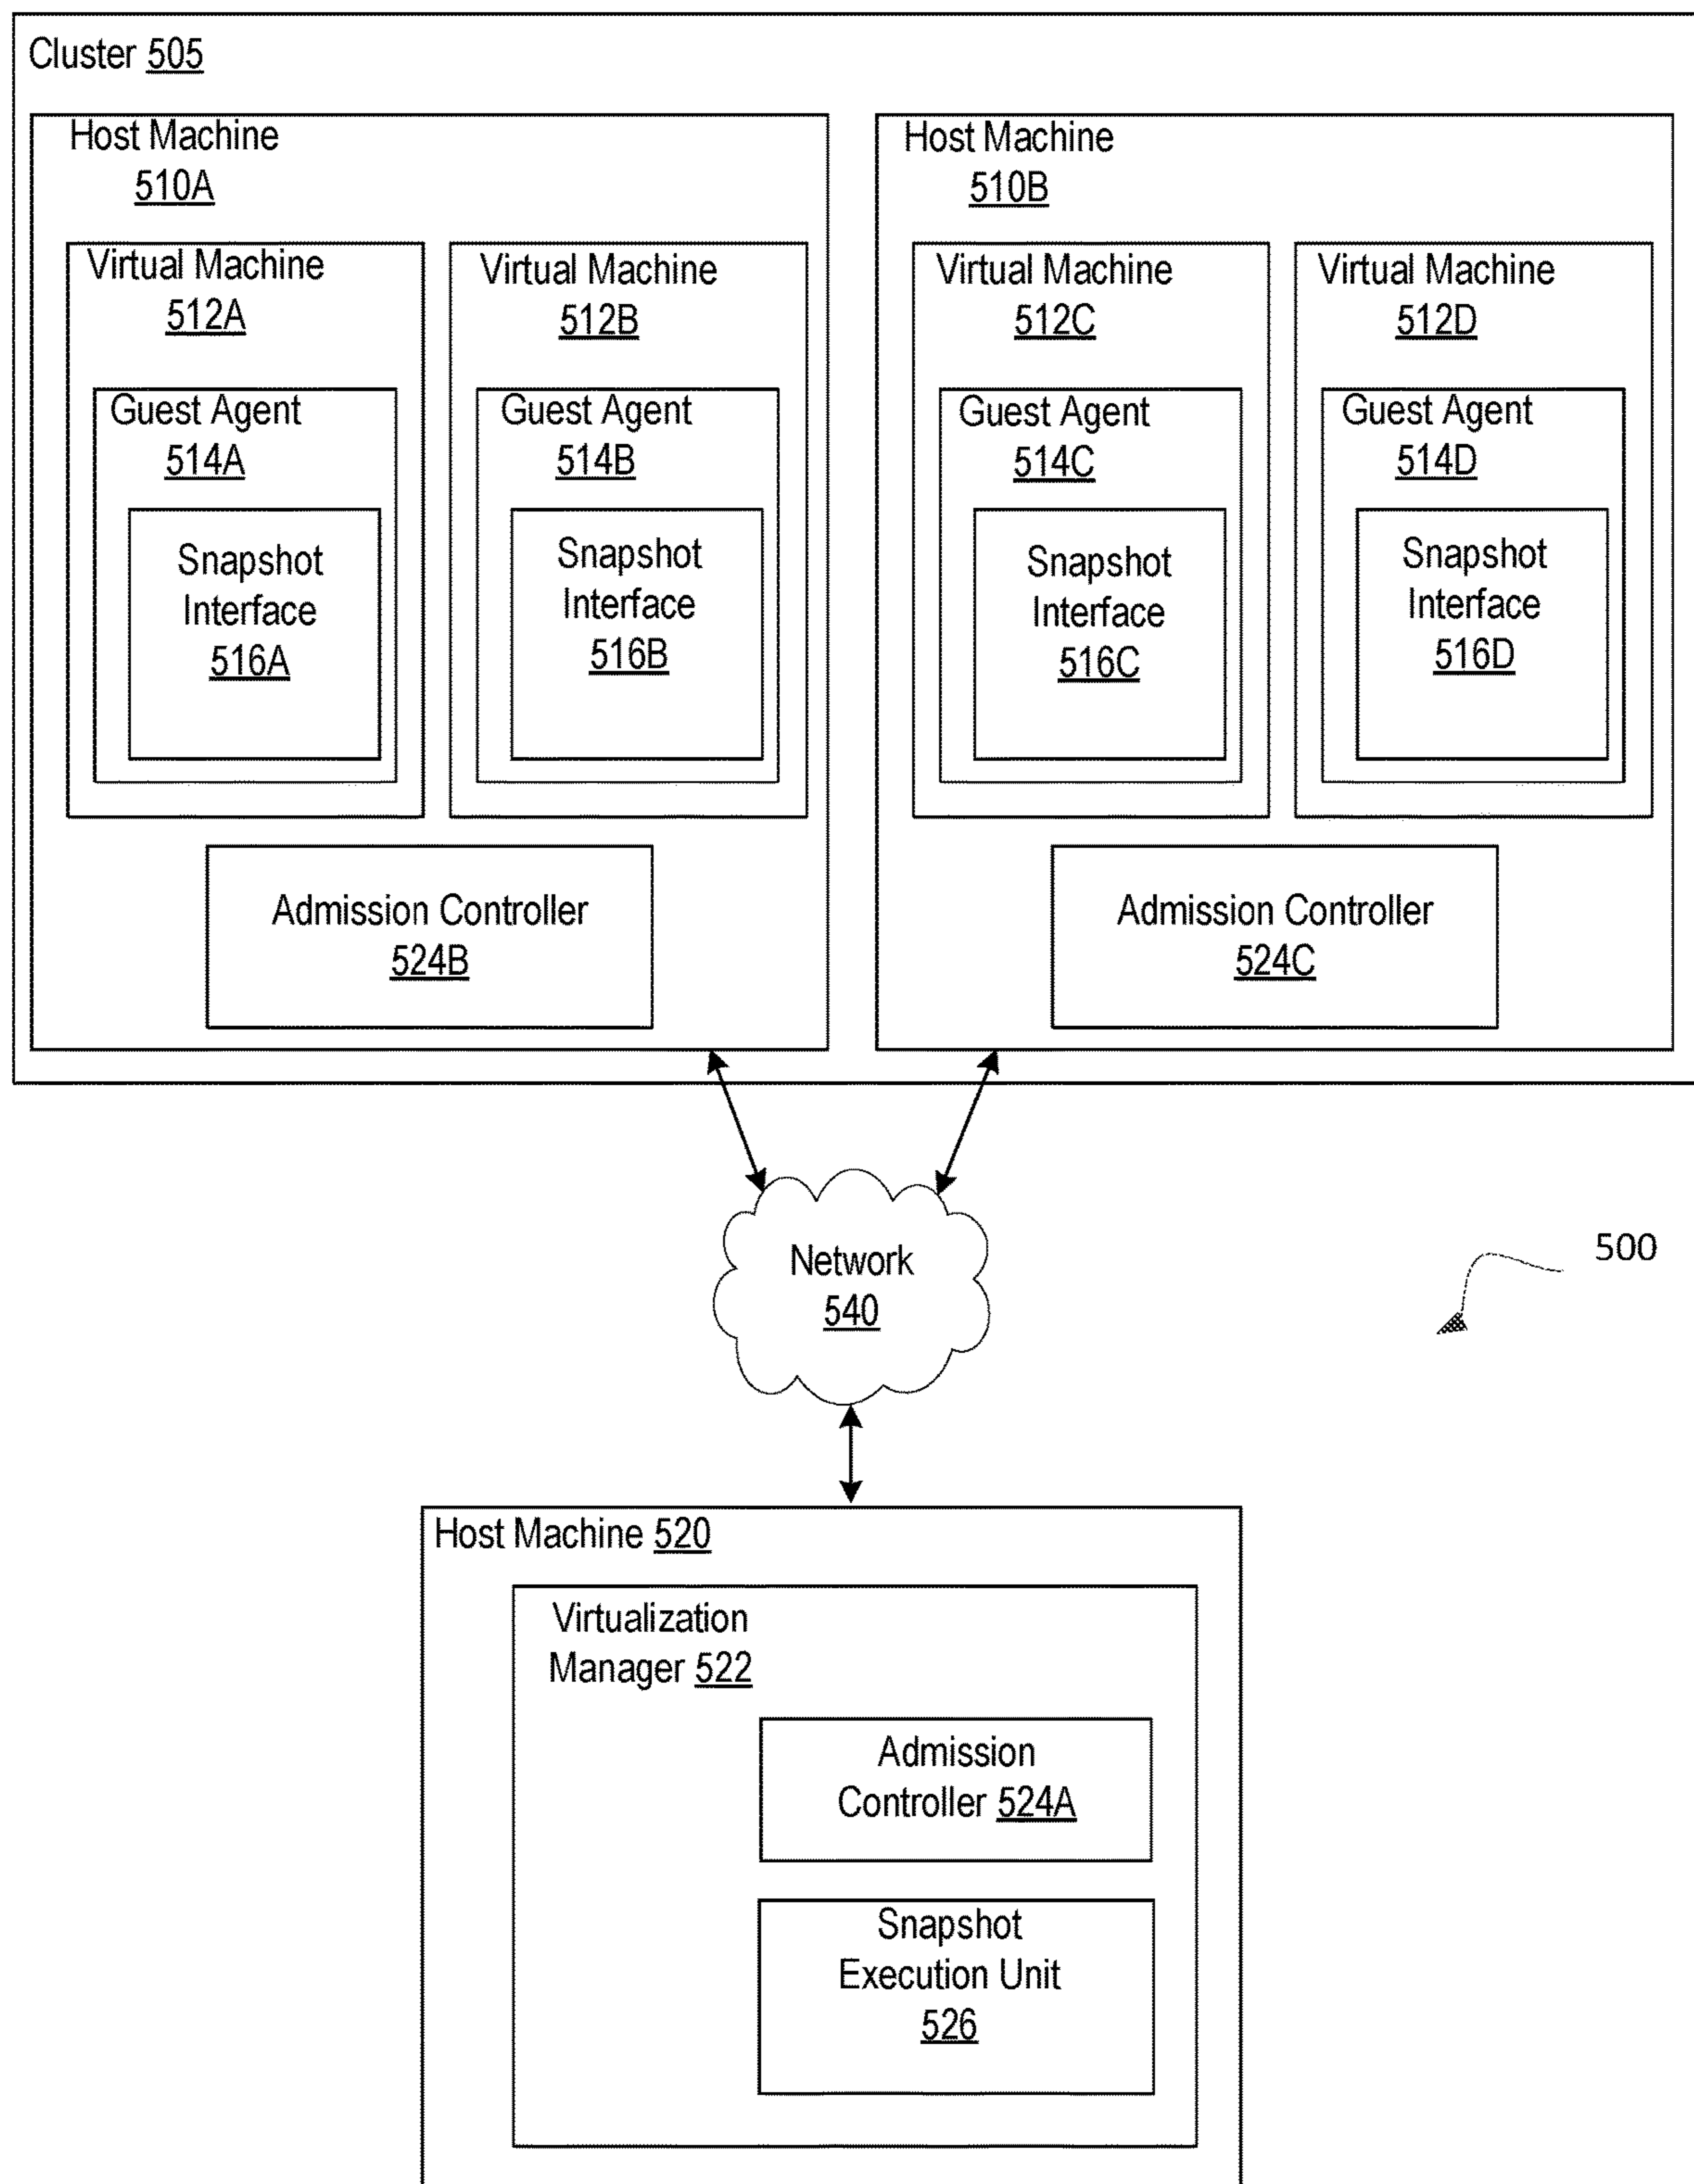 Cluster 505
Host Machine
510A
Virtual Machine
512A
Guest Agent
514A
Snapshot
Interface
516A
Virtual Machine
512B
Guest Agent
514B
Snapshot
Interface
516B
Admission Controller
524B
Host Machine
510B
Virtual Machine
512C
Guest Agent
514C
Snapshot
Interface
516C
Virtual Machine
512D
Guest Agent
514D
Snapshot
Interface
516D
Admission Controller
524C
Network
540
500
Host Machine 520
Virtualization
Manager 522
Admission
Controller 524A
Snapshot
Execution Unit
526